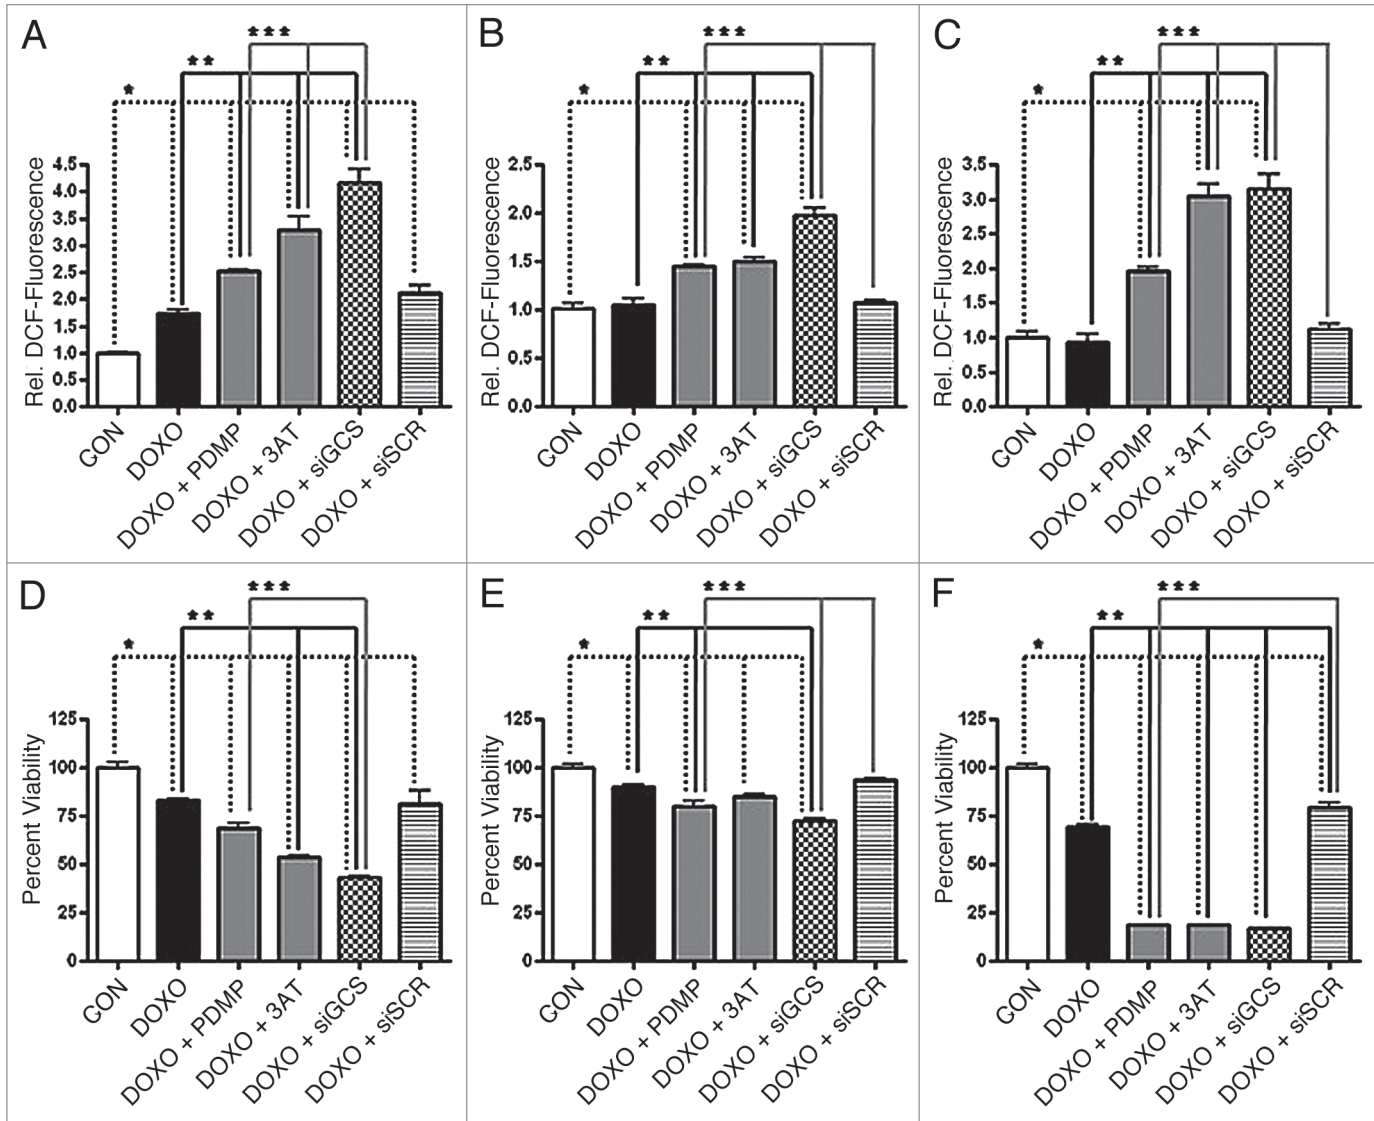 A
***
**
*
Rel. DCF-Fluorescence
4.5
4.0
3.5
3.0
2.5
2.0
1.5
1.0
0.5
0.0
CON
DOXO
DOXO + PDMP
DOXO + 3AT
DOXO + siGCS
DOXO + siSCR
B
***
**
*
Rel. DCF-Fluorescence
2.5
2.0
1.5
1.0
0.5
0.0
CON
DOXO
DOXO + PDMP
DOXO + 3AT
DOXO + siGCS
DOXO + siSCR
C
***
**
*
Rel. DCF-Fluorescence
3.5
3.0
2.5
2.0
1.5
1.0
0.5
0.0
CON
DOXO
DOXO + PDMP
DOXO + 3AT
DOXO + siGCS
DOXO + siSCR
D
***
**
*
Percent Viability
125
100
75
50
25
0
CON
DOXO
DOXO + PDMP
DOXO + 3AT
DOXO + siGCS
DOXO + siSCR
E
***
**
*
Percent Viability
125
100
75
50
25
0
CON
DOXO
DOXO + PDMP
DOXO + 3AT
DOXO + siGCS
DOXO + siSCR
F
***
**
*
Percent Viability
125
100
75
50
25
0
CON
DOXO
DOXO + PDMP
DOXO + 3AT
DOXO + siGCS
DOXO + siSCR